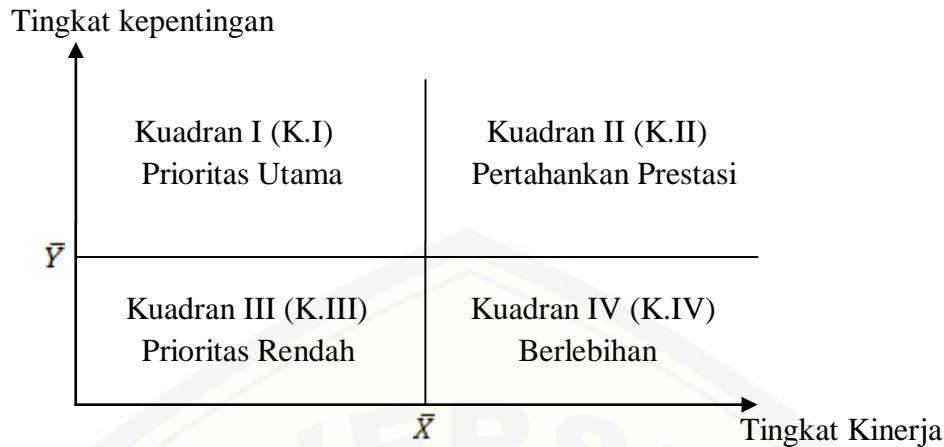 Tingkat kepentingan
Kuadran I (K.I)
Prioritas Utama
Kuadran II (K.II)
Pertahankan Prestasi
Y̅
Kuadran III (K.III)
Prioritas Rendah
Kuadran IV (K.IV)
Berlebihan
X̅
Tingkat Kinerja